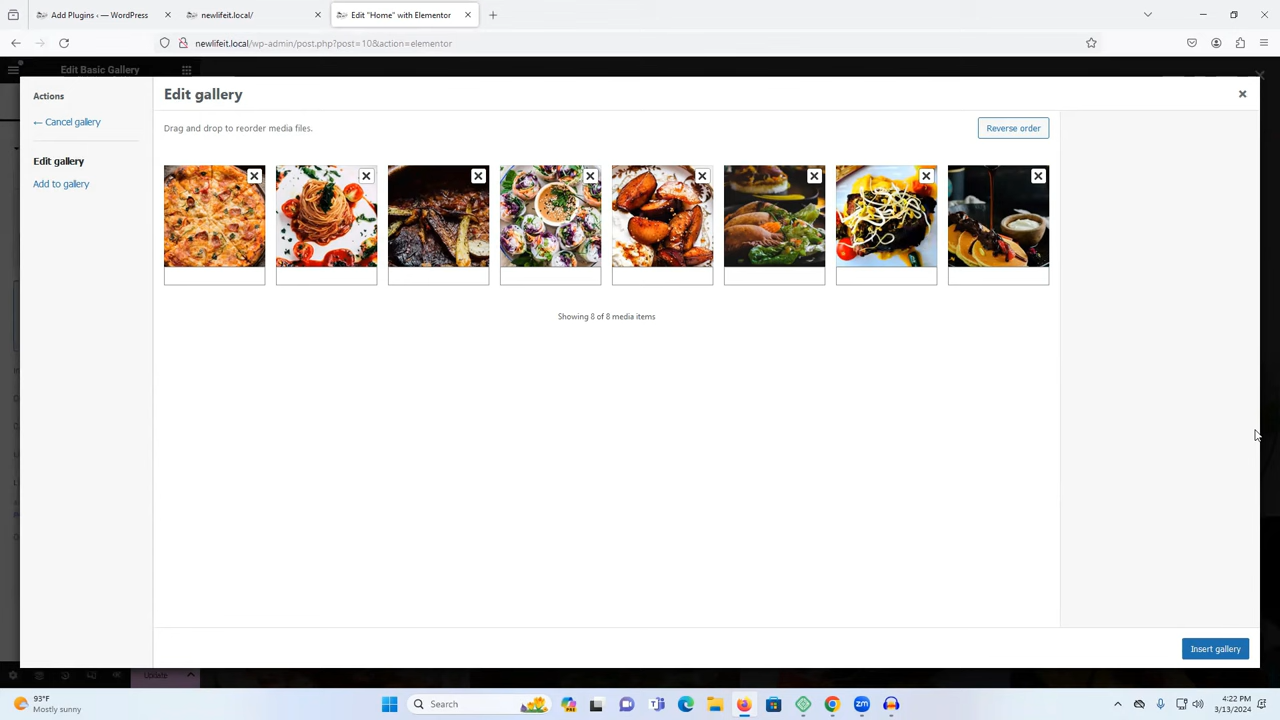 Add Plugins ‹ — WordPress
newlifeit.local/
Edit "Home" with Elementor
newlifeit.local/wp-admin/post.php?post=10&action=elementor
Edit Basic Gallery
Actions
← Cancel gallery
Edit gallery
Add to gallery
Edit gallery
Drag and drop to reorder media files.
Reverse order
Showing 8 of 8 media items
Insert gallery
Update
93°F
Mostly sunny
Search
4:22 PM
3/13/2024